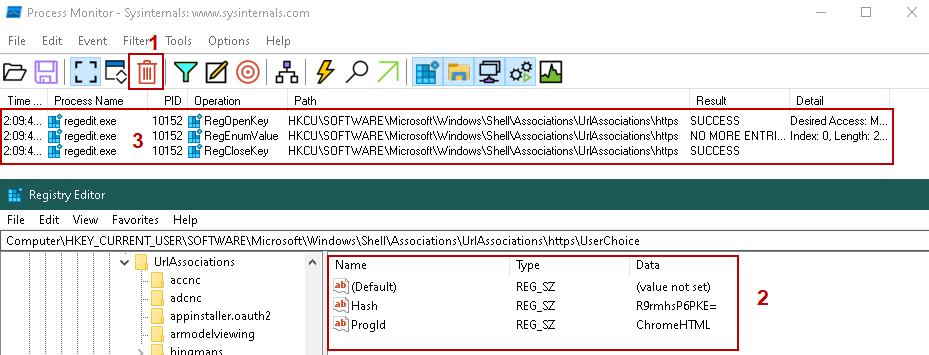 Process Monitor - Sysinternals: www.sysinternals.com
File Edit Event Filter Tools Options Help
1
Time ... Process Name PID Operation Path Result Detail
2:09:4... regedit.exe 10152 RegOpenKey HKCU\SOFTWARE\Microsoft\Windows\Shell\Associations\UrlAssociations\https SUCCESS Desired Access: M...
2:09:4... regedit.exe 10152 RegEnumValue HKCU\SOFTWARE\Microsoft\Windows\Shell\Associations\UrlAssociations\https NO MORE ENTRI... Index: 0, Length: 2...
2:09:4... regedit.exe 10152 RegCloseKey HKCU\SOFTWARE\Microsoft\Windows\Shell\Associations\UrlAssociations\https SUCCESS
3
Registry Editor
File Edit View Favorites Help
Computer\HKEY_CURRENT_USER\SOFTWARE\Microsoft\Windows\Shell\Associations\UrlAssociations\https\UserChoice
UrlAssociations
accnc
adcnc
appinstaller.oauth2
armodelviewing
bingmaps
Name Type Data
ab (Default) REG_SZ (value not set)
ab Hash REG_SZ R9rmhsP6PKE=
ab ProgId REG_SZ ChromeHTML
2